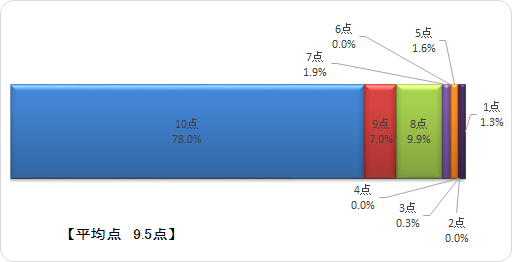 6点
0.0%
5点
1.6%
7点
1.9%
1点
1.3%
10点
78.0%
9点
7.0%
8点
9.9%
4点
0.0%
3点
0.3%
2点
0.0%
【平均点　9.5点】